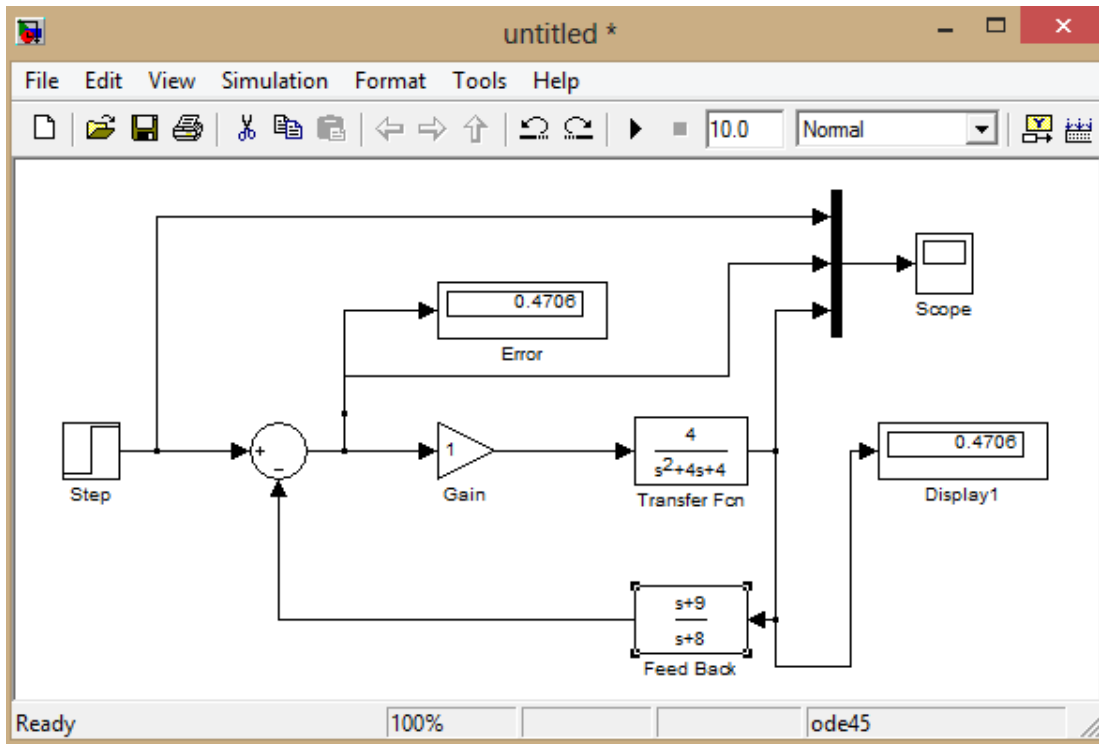 untitled *
File Edit View Simulation Format Tools Help
10.0 Normal
Scope
0.4706
Error
+
−
Step
1
Gain
4
s2+4s+4
Transfer Fcn
0.4706
Display1
s+9
s+8
Feed Back
Ready 100% ode45